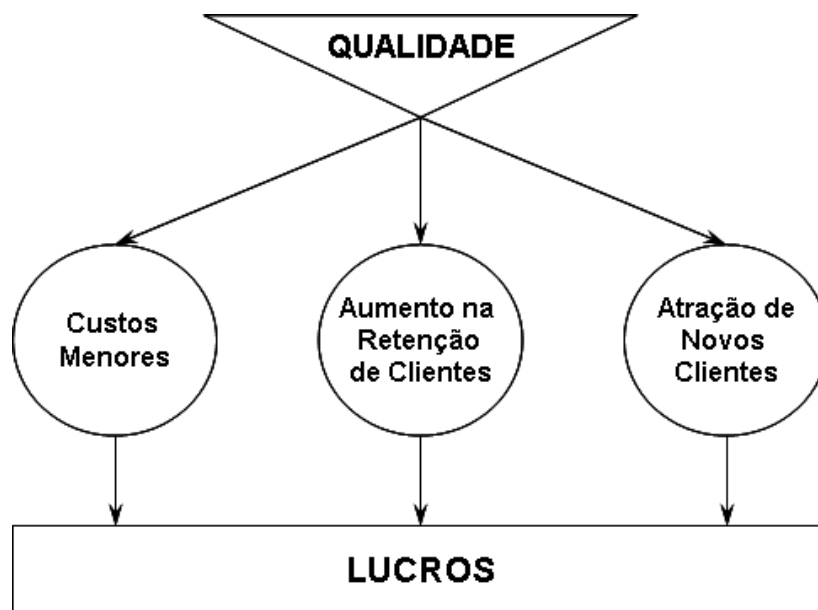 QUALIDADE
Custos
Menores
Aumento na
Retenção
de Clientes
Atração de
Novos
Clientes
LUCROS